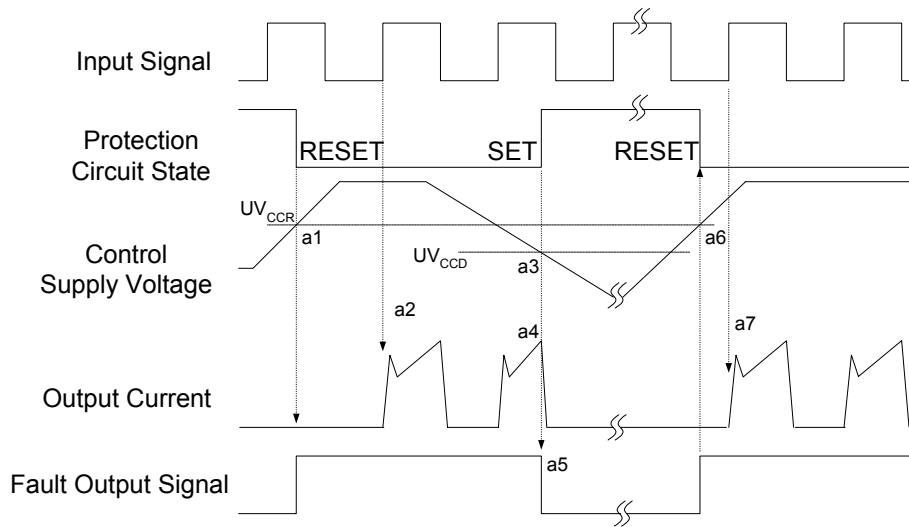 Input Signal
Protection
Circuit State
RESET
SET
RESET
UVCCR
a1
a6
UVCCD
a3
Control
Supply Voltage
a2
a4
a7
Output Current
a5
Fault Output Signal